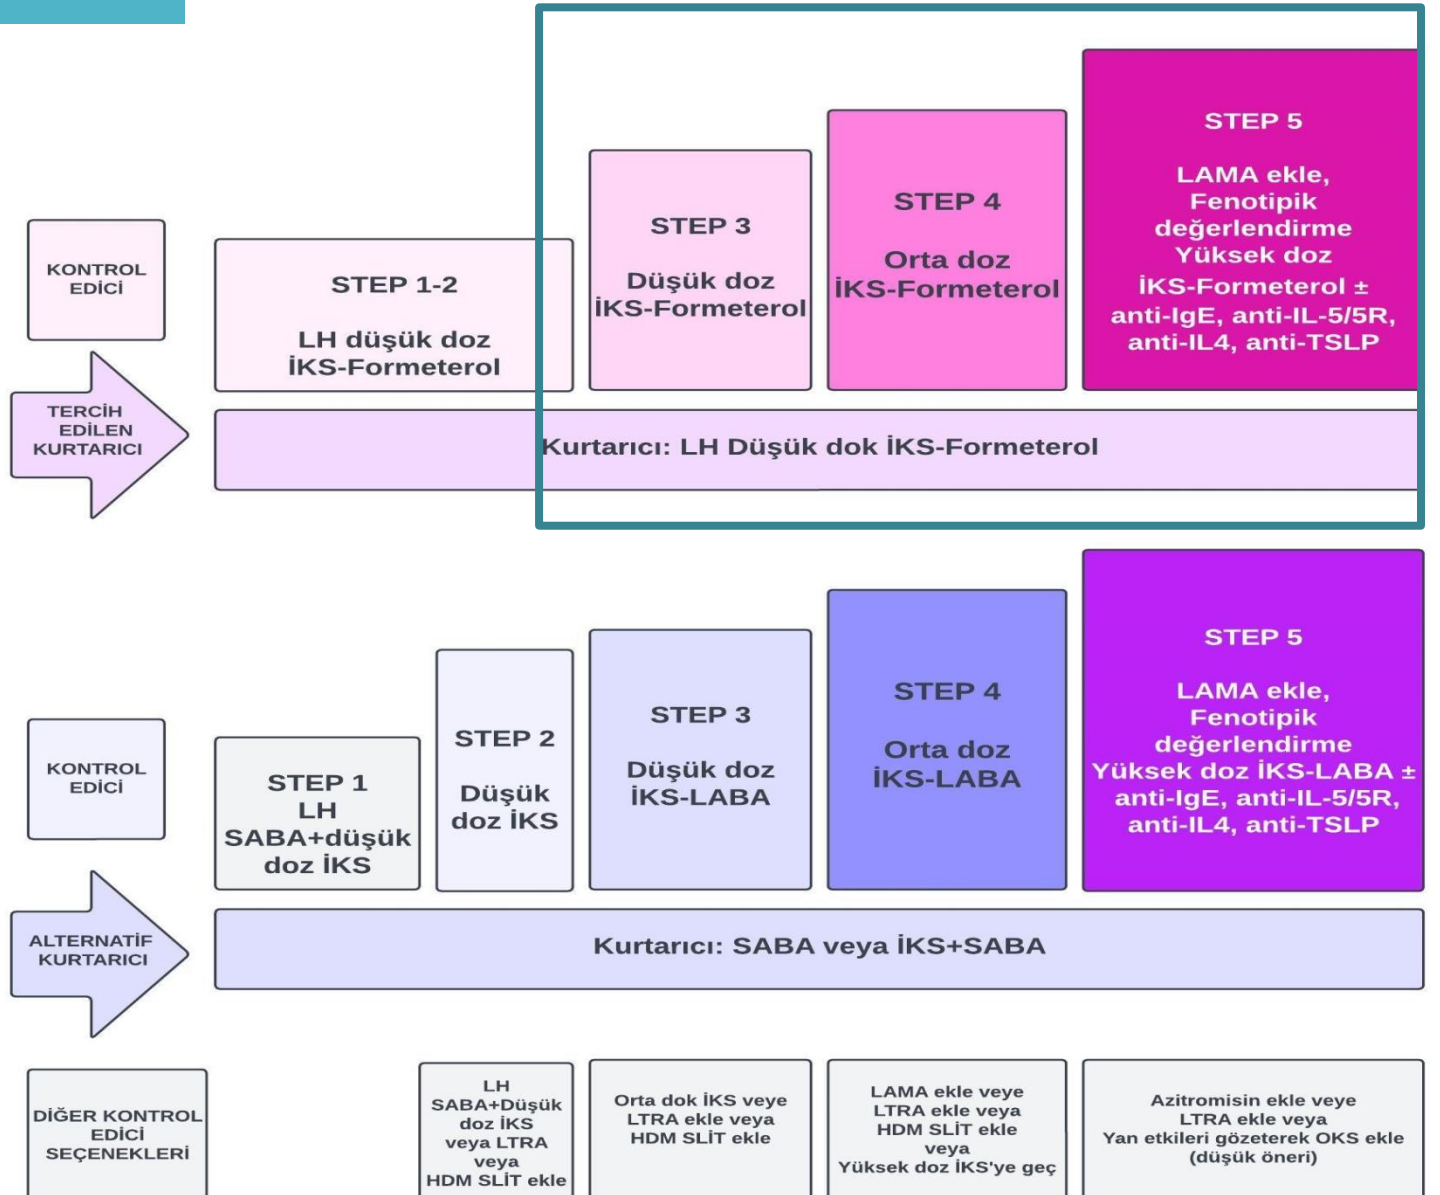 KONTROL
EDİCİ
STEP 1-2
LH düşük doz
İKS-Formeterol
STEP 3
Düşük doz
İKS-Formeterol
STEP 4
Orta doz
İKS-Formeterol
STEP 5
LAMA ekle,
Fenotipik
değerlendirme
Yüksek doz
İKS-Formeterol ±
anti-IgE, anti-IL-5/5R,
anti-IL4, anti-TSLP
TERCİH
EDİLEN
KURTARICI
Kurtarıcı: LH Düşük dok İKS-Formeterol
KONTROL
EDİCİ
STEP 1
LH
SABA+düşük
doz İKS
STEP 2
Düşük
doz İKS
STEP 3
Düşük doz
İKS-LABA
STEP 4
Orta doz
İKS-LABA
STEP 5
LAMA ekle,
Fenotipik
değerlendirme
Yüksek doz İKS-LABA ±
anti-IgE, anti-IL-5/5R,
anti-IL4, anti-TSLP
ALTERNATİF
KURTARICI
Kurtarıcı: SABA veya İKS+SABA
DİĞER KONTROL
EDİCİ
SEÇENEKLERİ
LH
SABA+Düşük
doz İKS
veya LTRA
veya
HDM SLİT ekle
Orta dok İKS veye
LTRA ekle veya
HDM SLİT ekle
LAMA ekle veye
LTRA ekle veya
HDM SLİT ekle
veya
Yüksek doz İKS'ye geç
Azitromisin ekle veye
LTRA ekle veya
Yan etkileri gözeterek OKS ekle
(düşük öneri)